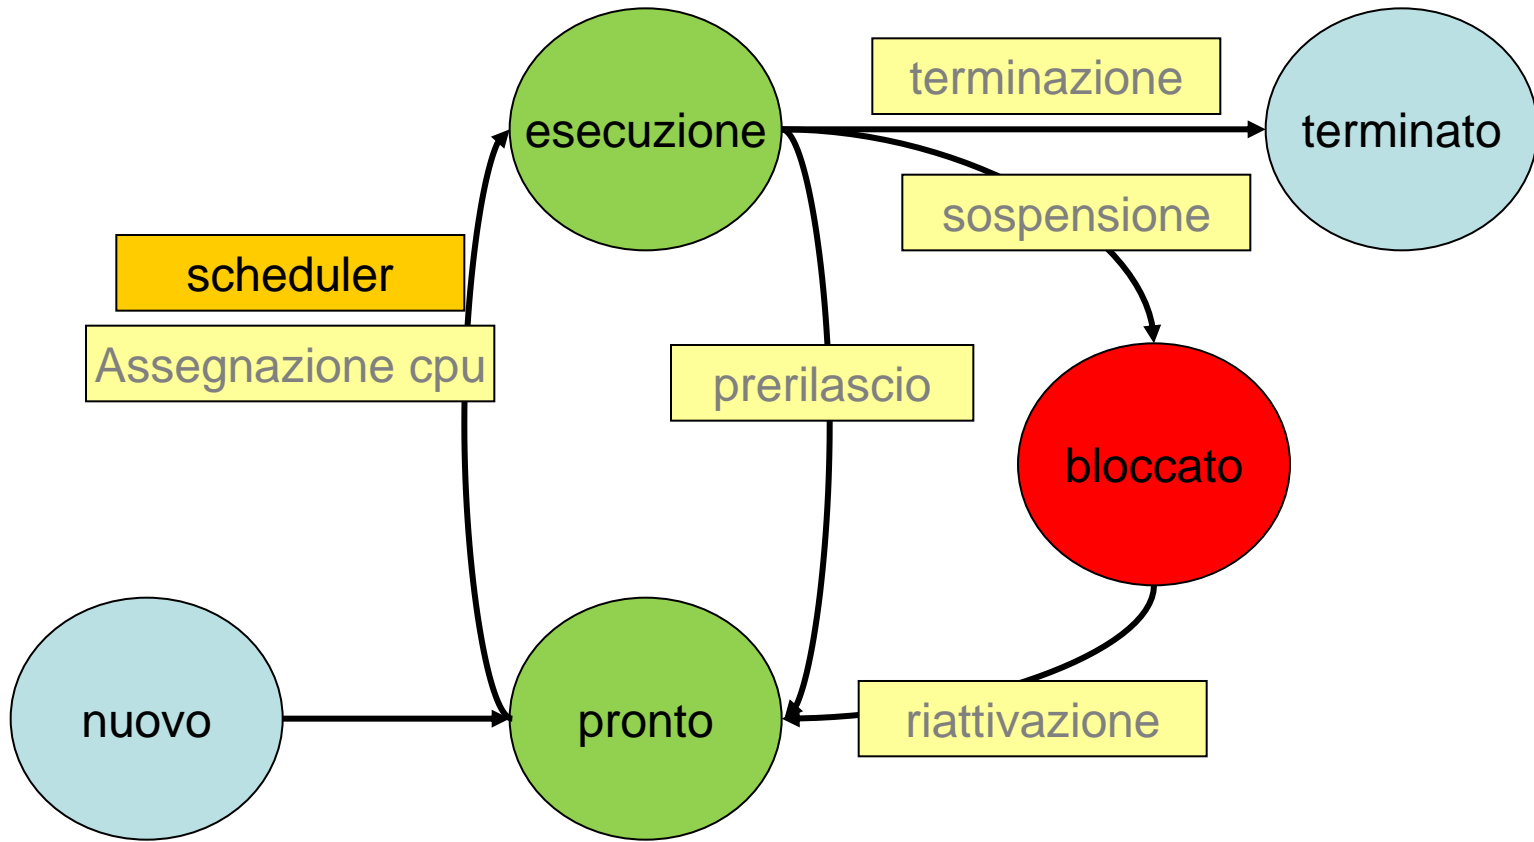 terminazione
esecuzione
terminato
sospensione
scheduler
Assegnazione cpu
prerilascio
bloccato
nuovo
pronto
riattivazione